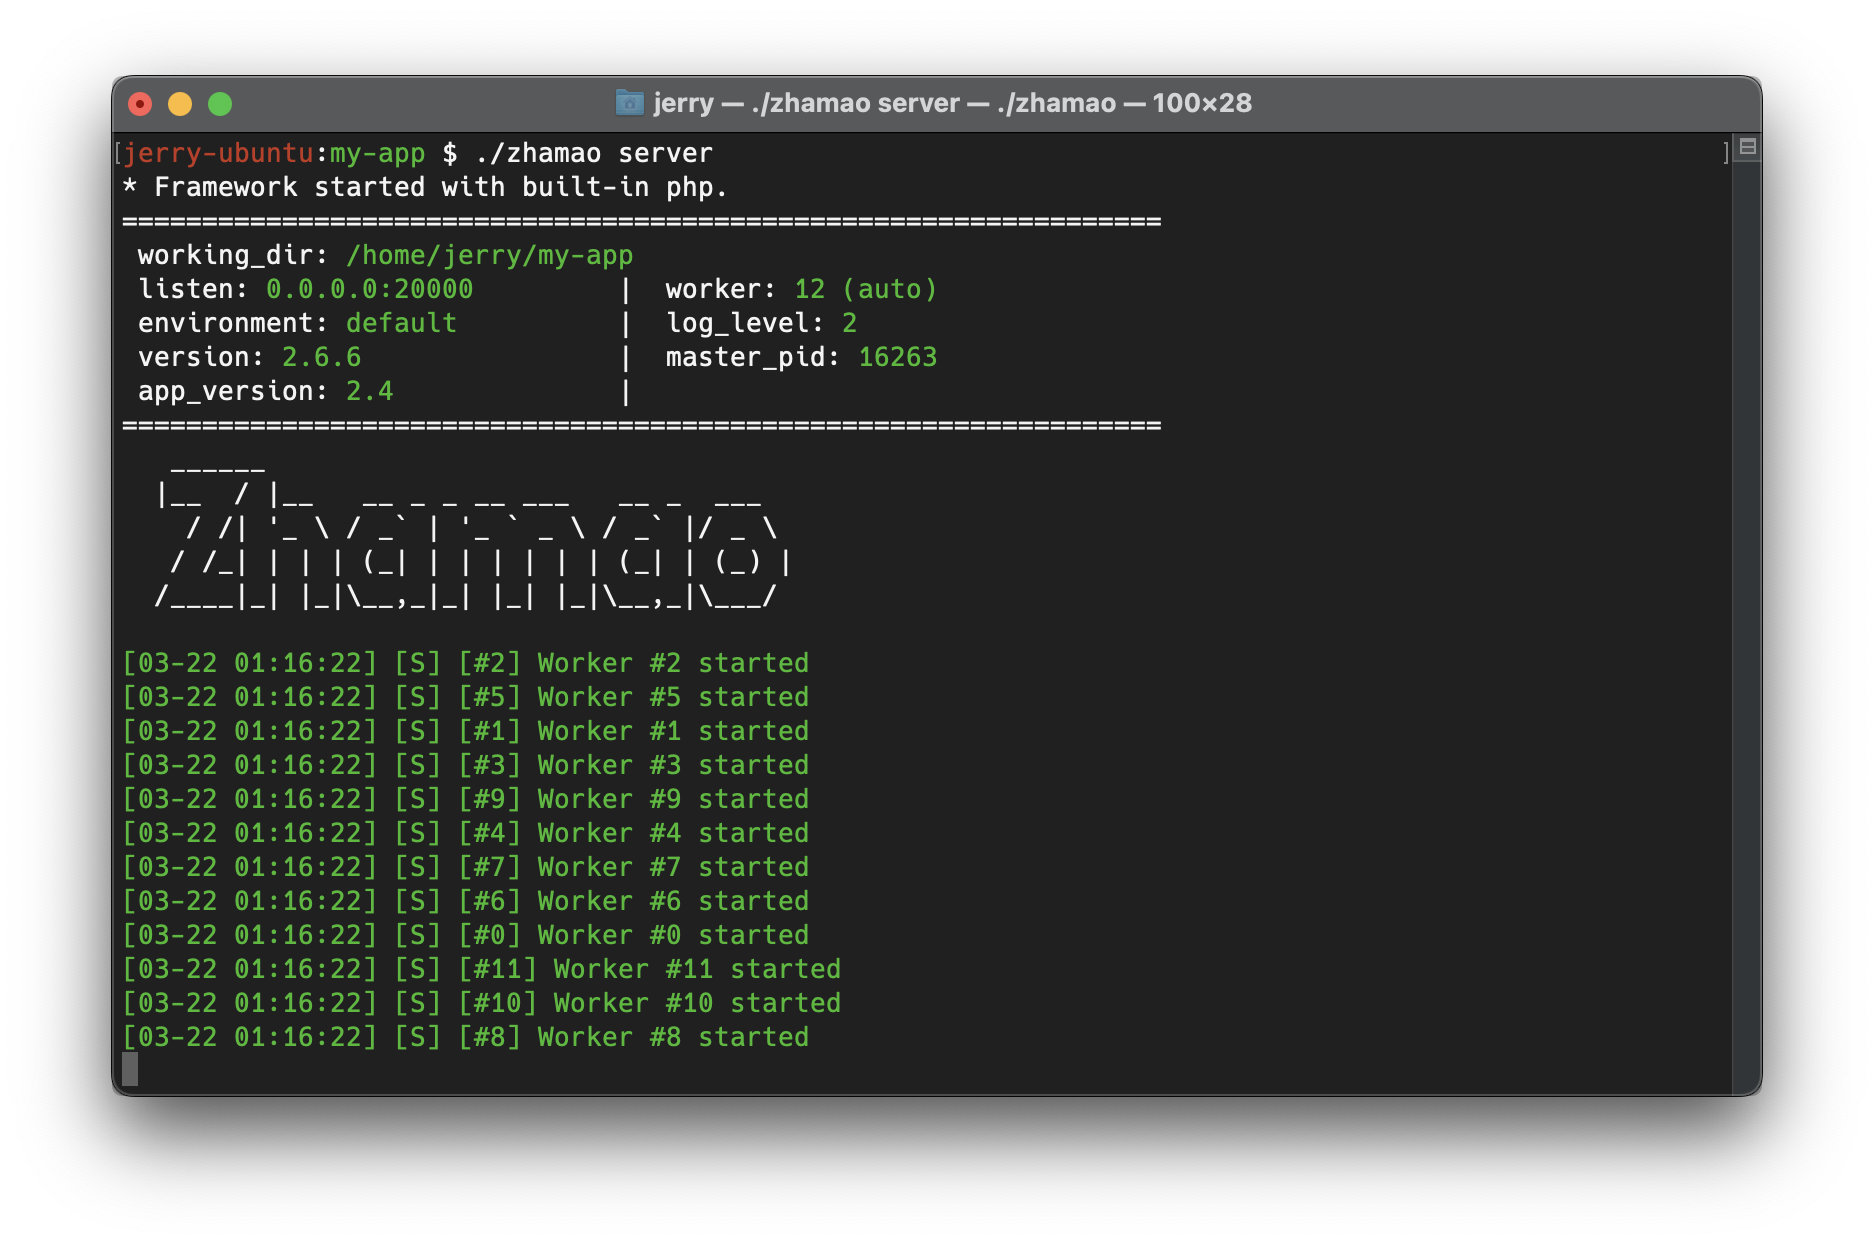 jerry — ./zhamao server — ./zhamao — 100×28
[jerry-ubuntu:my-app $ ./zhamao server ]
* Framework started with built-in php.
=================================================================
 working_dir: /home/jerry/my-app
 listen: 0.0.0.0:20000         |  worker: 12 (auto)
 environment: default          |  log_level: 2
 version: 2.6.6                |  master_pid: 16263
 app_version: 2.4              |
=================================================================
   ______
  |__  / |__   __ _ _ __ ___   __ _  ___
    / /| '_ \ / _` | '_ ` _ \ / _` |/ _ \
   / /_| | | | (_| | | | | | | (_| | (_) |
  /____|_| |_|\__,_|_| |_| |_|\__,_|\___/
[03-22 01:16:22] [S] [#2] Worker #2 started
[03-22 01:16:22] [S] [#5] Worker #5 started
[03-22 01:16:22] [S] [#1] Worker #1 started
[03-22 01:16:22] [S] [#3] Worker #3 started
[03-22 01:16:22] [S] [#9] Worker #9 started
[03-22 01:16:22] [S] [#4] Worker #4 started
[03-22 01:16:22] [S] [#7] Worker #7 started
[03-22 01:16:22] [S] [#6] Worker #6 started
[03-22 01:16:22] [S] [#0] Worker #0 started
[03-22 01:16:22] [S] [#11] Worker #11 started
[03-22 01:16:22] [S] [#10] Worker #10 started
[03-22 01:16:22] [S] [#8] Worker #8 started